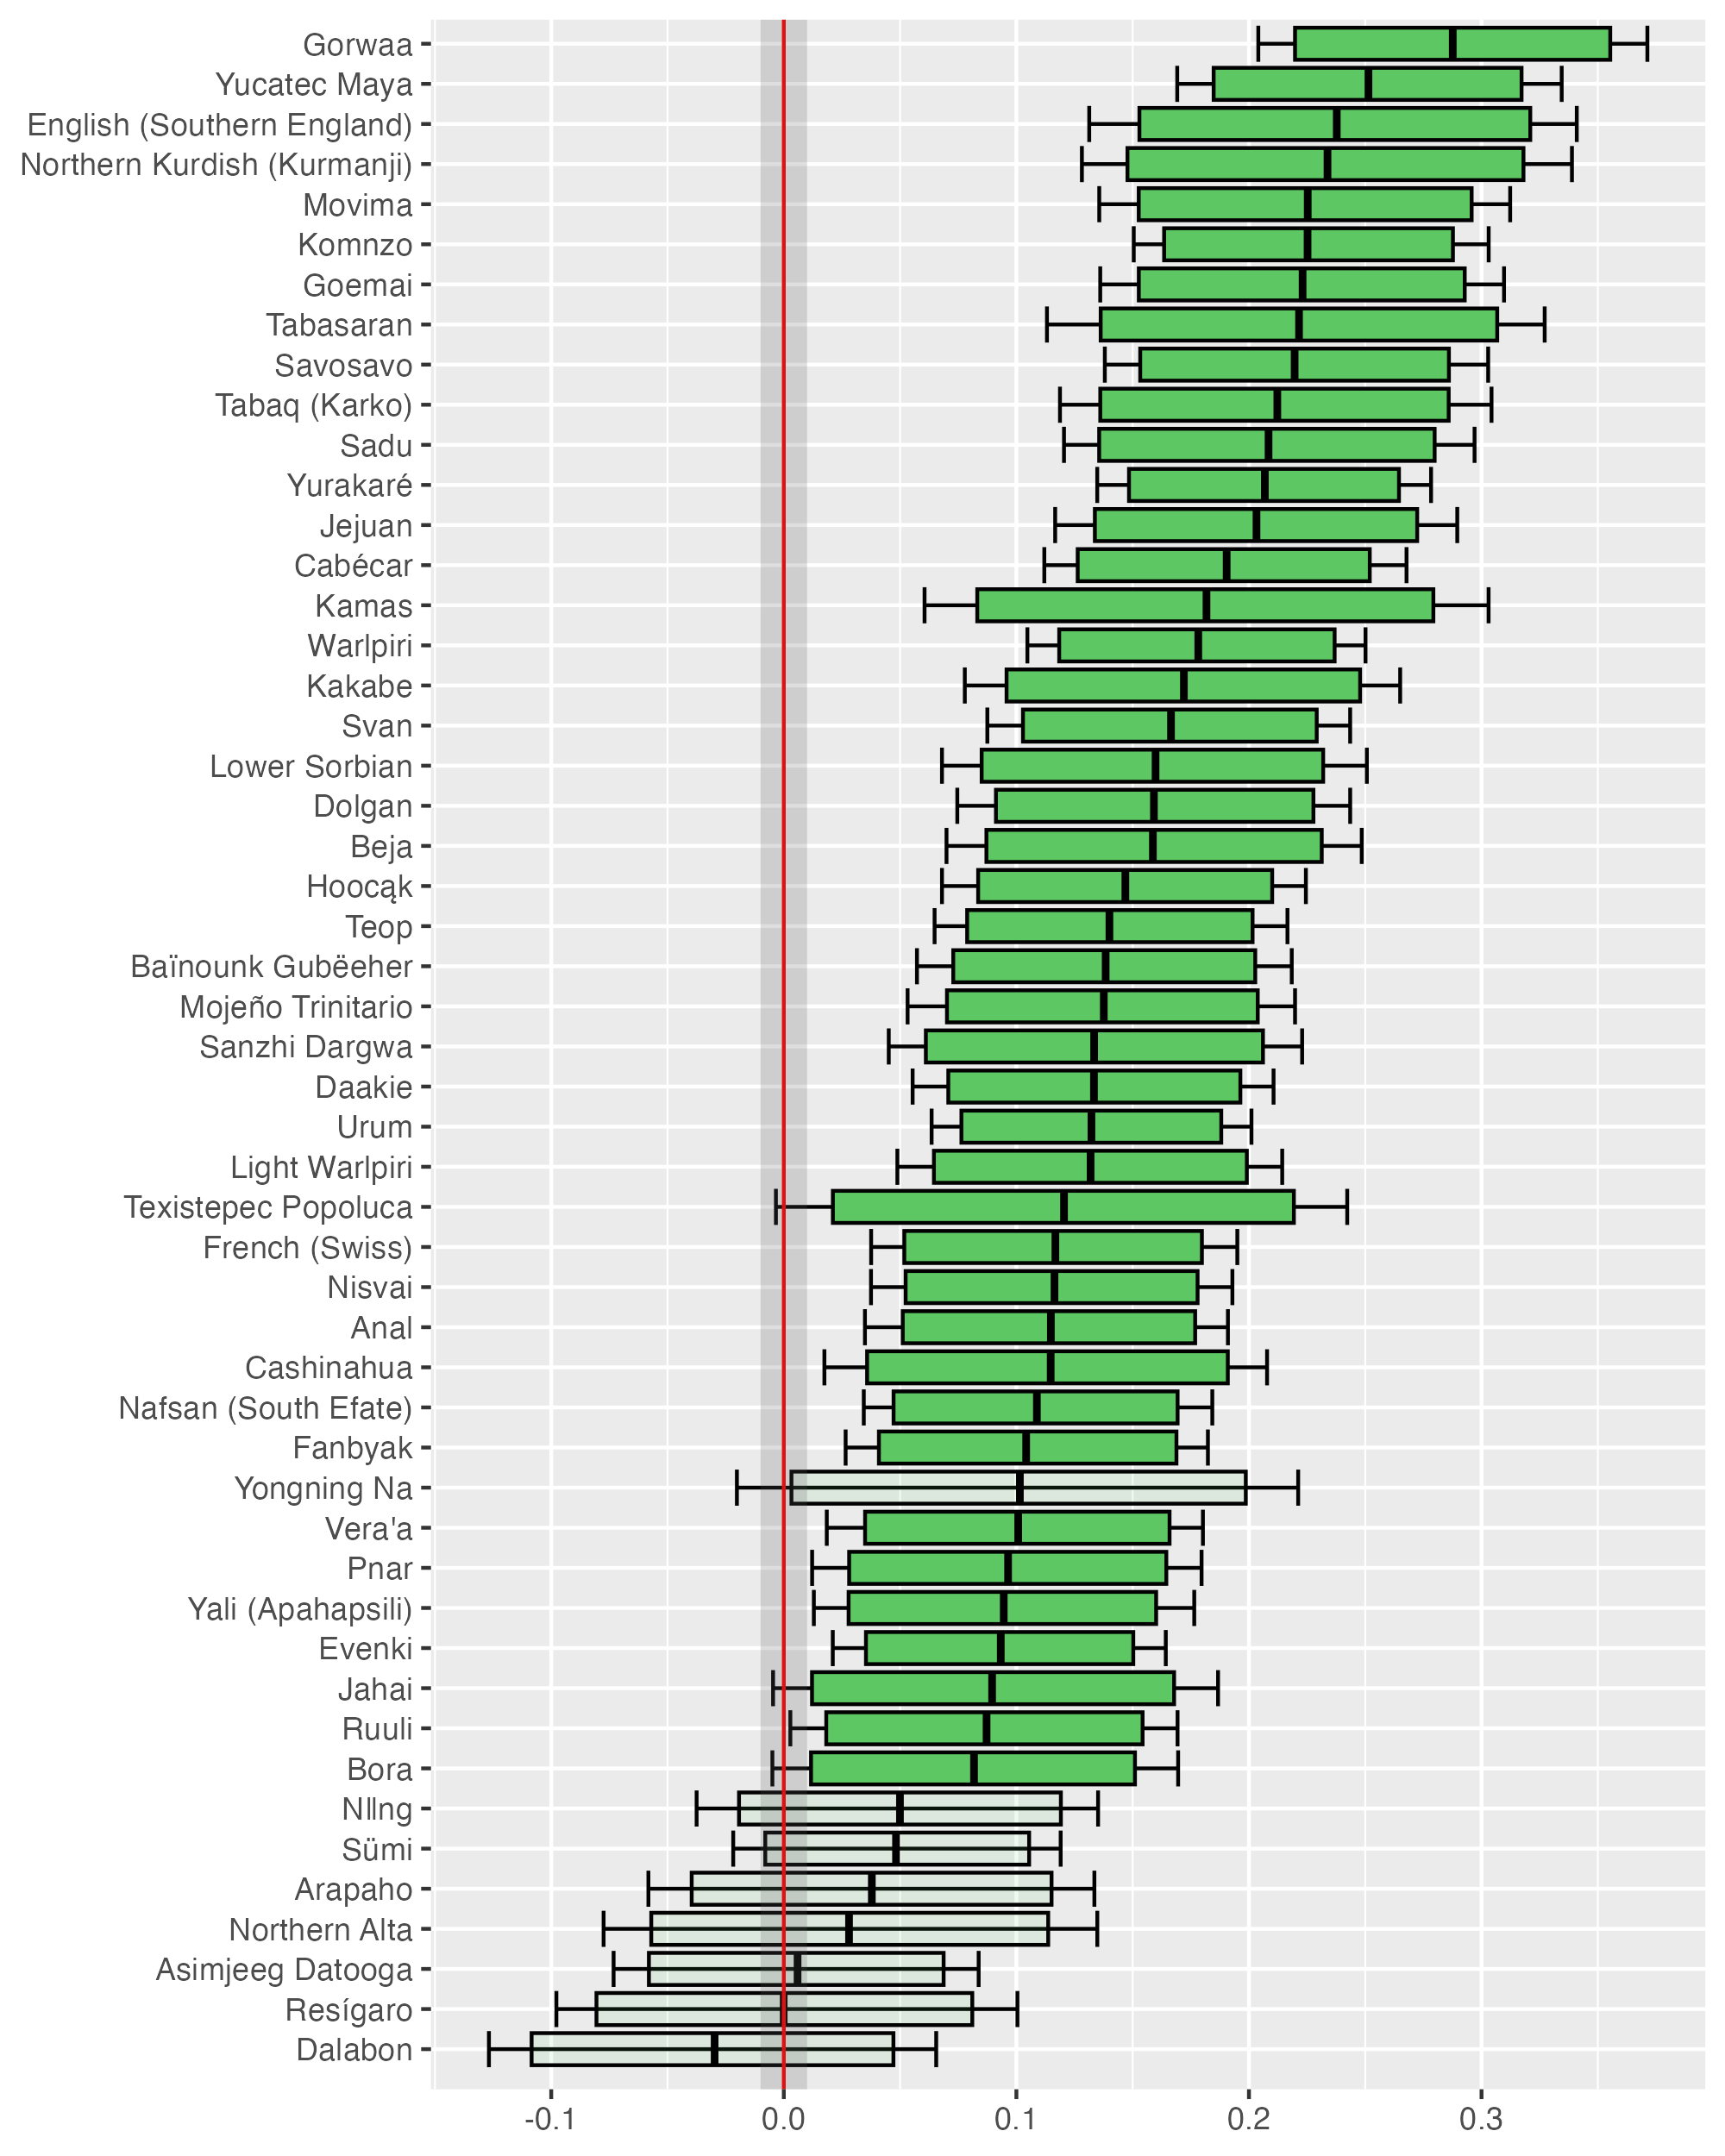 Gorwaa
Yucatec Maya
English (Southern England)
Northern Kurdish (Kurmanji)
Movima
Komnzo
Goemai
Tabasaran
Savosavo
Tabaq (Karko)
Sadu
Yurakaré
Jejuan
Cabécar
Kamas
Warlpiri
Kakabe
Svan
Lower Sorbian
Dolgan
Beja
Hoocąk
Teop
Baïnounk Gubëeher
Mojeño Trinitario
Sanzhi Dargwa
Daakie
Urum
Light Warlpiri
Texistepec Popoluca
French (Swiss)
Nisvai
Anal
Cashinahua
Nafsan (South Efate)
Fanbyak
Yongning Na
Vera'a
Pnar
Yali (Apahapsili)
Evenki
Jahai
Ruuli
Bora
Nǁng
Sümi
Arapaho
Northern Alta
Asimjeeg Datooga
Resígaro
Dalabon
-0.1 0.0 0.1 0.2 0.3